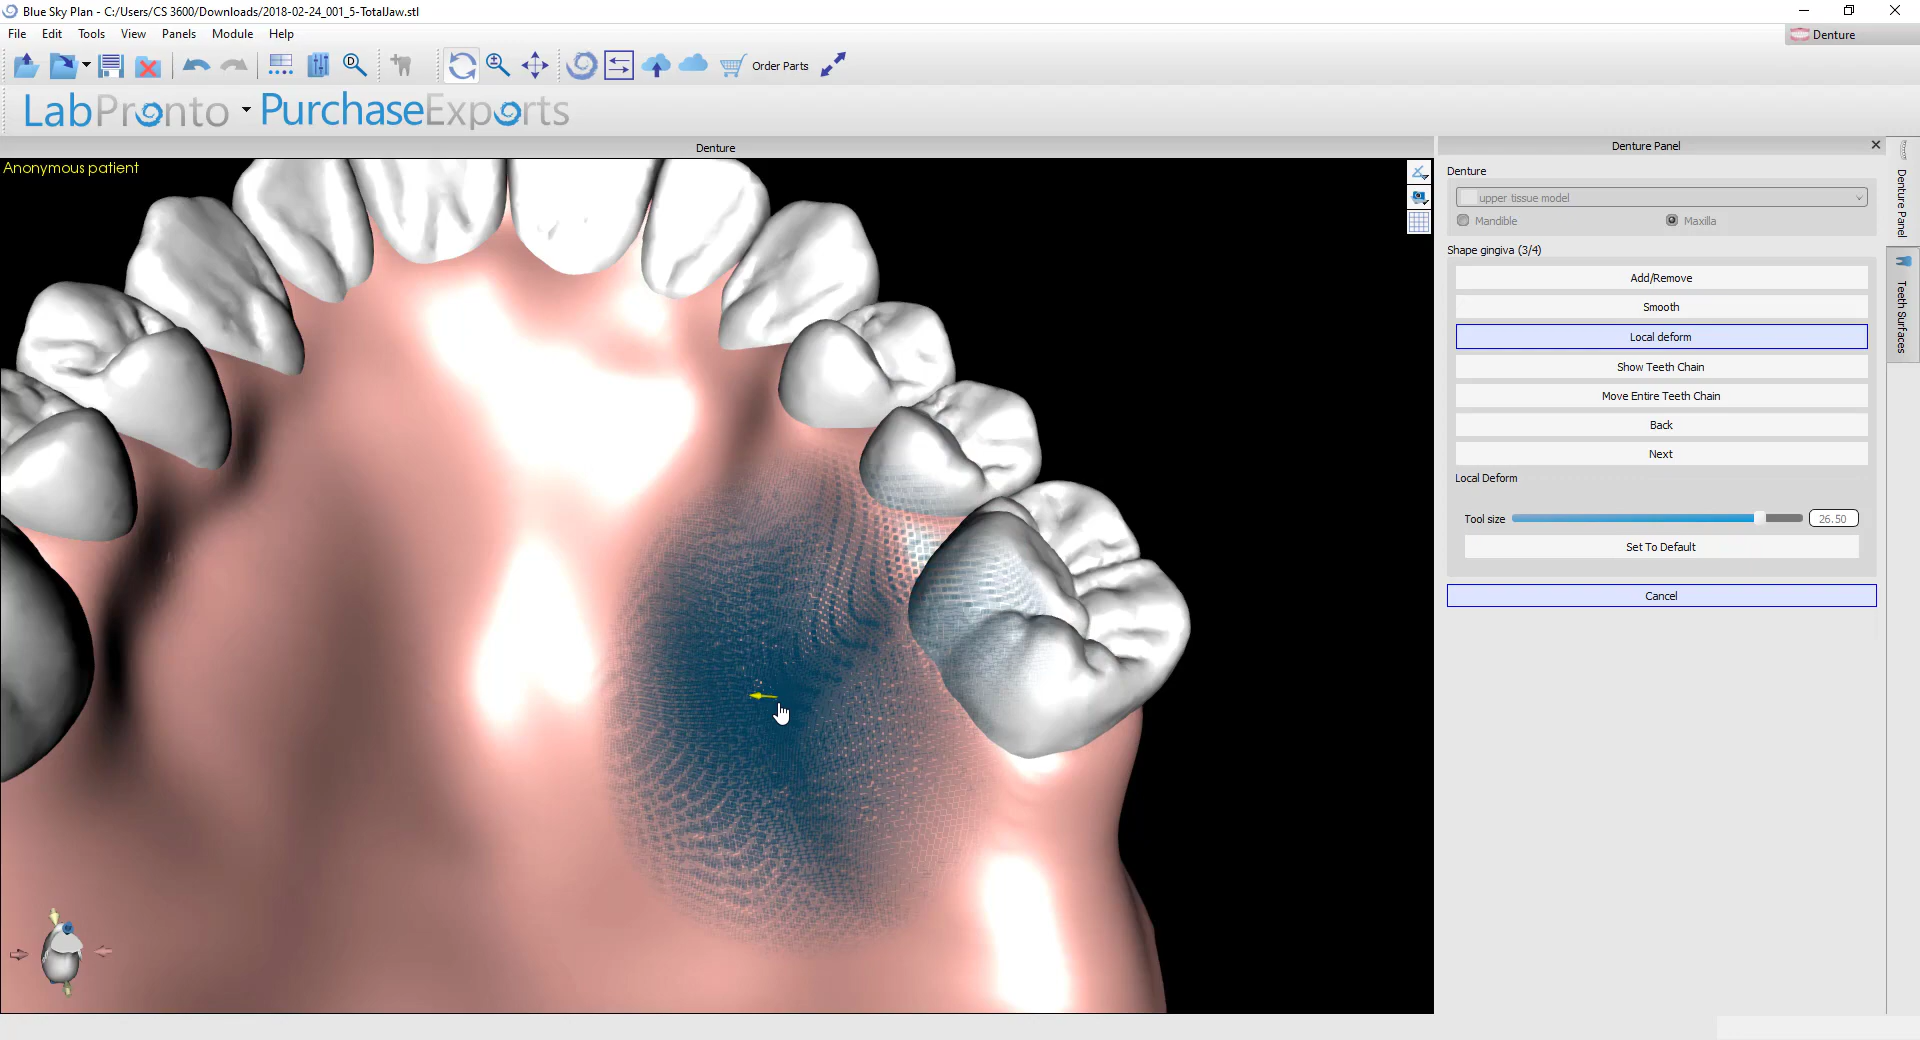 Blue Sky Plan - C:/Users/CS 3600/Downloads/2018-02-24_001_5-TotalJaw.stl
File Edit Tools View Panels Module Help
Denture
D
Order Parts
LabPronto PurchaseExports
Denture
Denture Panel
Anonymous patient
Denture
upper tissue model
Mandible Maxilla
Shape gingiva (3/4)
Add/Remove
Smooth
Local deform
Show Teeth Chain
Move Entire Teeth Chain
Back
Next
Local Deform
Tool size 26.50
Set To Default
Cancel
Denture Panel
Teeth Surfaces